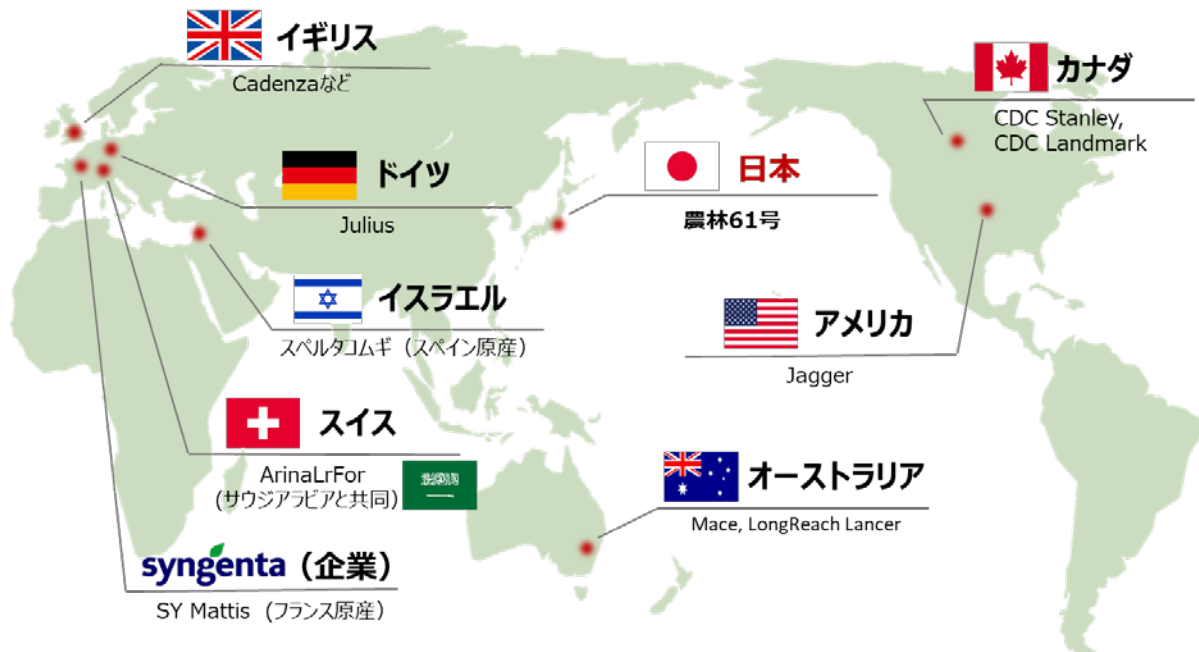 イギリス
Cadenzaなど
カナダ
CDC Stanley,
CDC Landmark
ドイツ
Julius
日本
農林61号
イスラエル
スペルタコムギ（スペイン原産）
アメリカ
Jagger
スイス
ArinaLrFor
(サウジアラビアと共同)
オーストラリア
Mace, LongReach Lancer
syngenta（企業）
SY Mattis（フランス原産）